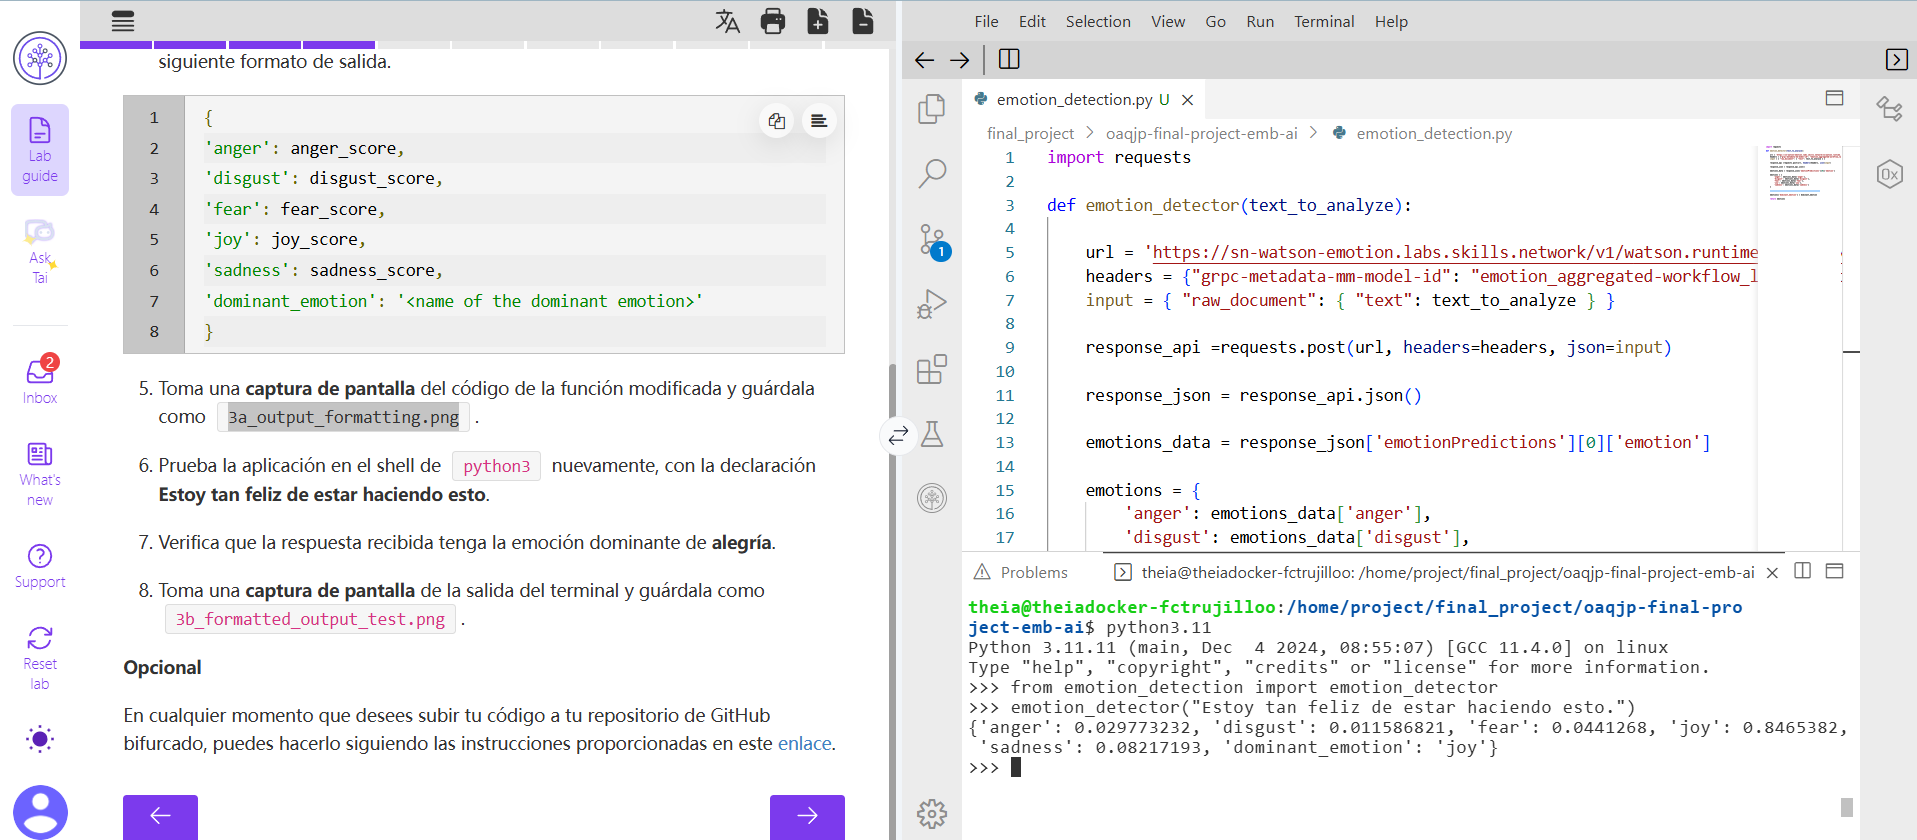 Lab guide
Ask Tai
2
Inbox
What's new
Support
Reset lab
siguiente formato de salida.
1 {
2 'anger': anger_score,
3 'disgust': disgust_score,
4 'fear': fear_score,
5 'joy': joy_score,
6 'sadness': sadness_score,
7 'dominant_emotion': '<name of the dominant emotion>'
8 }
5. Toma una captura de pantalla del código de la función modificada y guárdala
como 3a_output_formatting.png .
6. Prueba la aplicación en el shell de python3 nuevamente, con la declaración
Estoy tan feliz de estar haciendo esto.
7. Verifica que la respuesta recibida tenga la emoción dominante de alegría.
8. Toma una captura de pantalla de la salida del terminal y guárdala como
3b_formatted_output_test.png .
Opcional
En cualquier momento que desees subir tu código a tu repositorio de GitHub
bifurcado, puedes hacerlo siguiendo las instrucciones proporcionadas en este enlace.
File Edit Selection View Go Run Terminal Help
emotion_detection.py U
final_project > oaqjp-final-project-emb-ai > emotion_detection.py
1
0x
1 import requests
2
3 def emotion_detector(text_to_analyze):
4
5 url = 'https://sn-watson-emotion.labs.skills.network/v1/watson.runtime
6 headers = {"grpc-metadata-mm-model-id": "emotion_aggregated-workflow_l
7 input = { "raw_document": { "text": text_to_analyze } }
8
9 response_api =requests.post(url, headers=headers, json=input)
10
11 response_json = response_api.json()
12
13 emotions_data = response_json['emotionPredictions'][0]['emotion']
14
15 emotions = {
16 'anger': emotions_data['anger'],
17 'disgust': emotions_data['disgust'],
Problems theia@theiadocker-fctrujilloo: /home/project/final_project/oaqjp-final-project-emb-ai
theia@theiadocker-fctrujilloo:/home/project/final_project/oaqjp-final-pro
ject-emb-ai$ python3.11
Python 3.11.11 (main, Dec  4 2024, 08:55:07) [GCC 11.4.0] on linux
Type "help", "copyright", "credits" or "license" for more information.
>>> from emotion_detection import emotion_detector
>>> emotion_detector("Estoy tan feliz de estar haciendo esto.")
{'anger': 0.029773232, 'disgust': 0.011586821, 'fear': 0.0441268, 'joy': 0.8465382,
'sadness': 0.08217193, 'dominant_emotion': 'joy'}
>>>